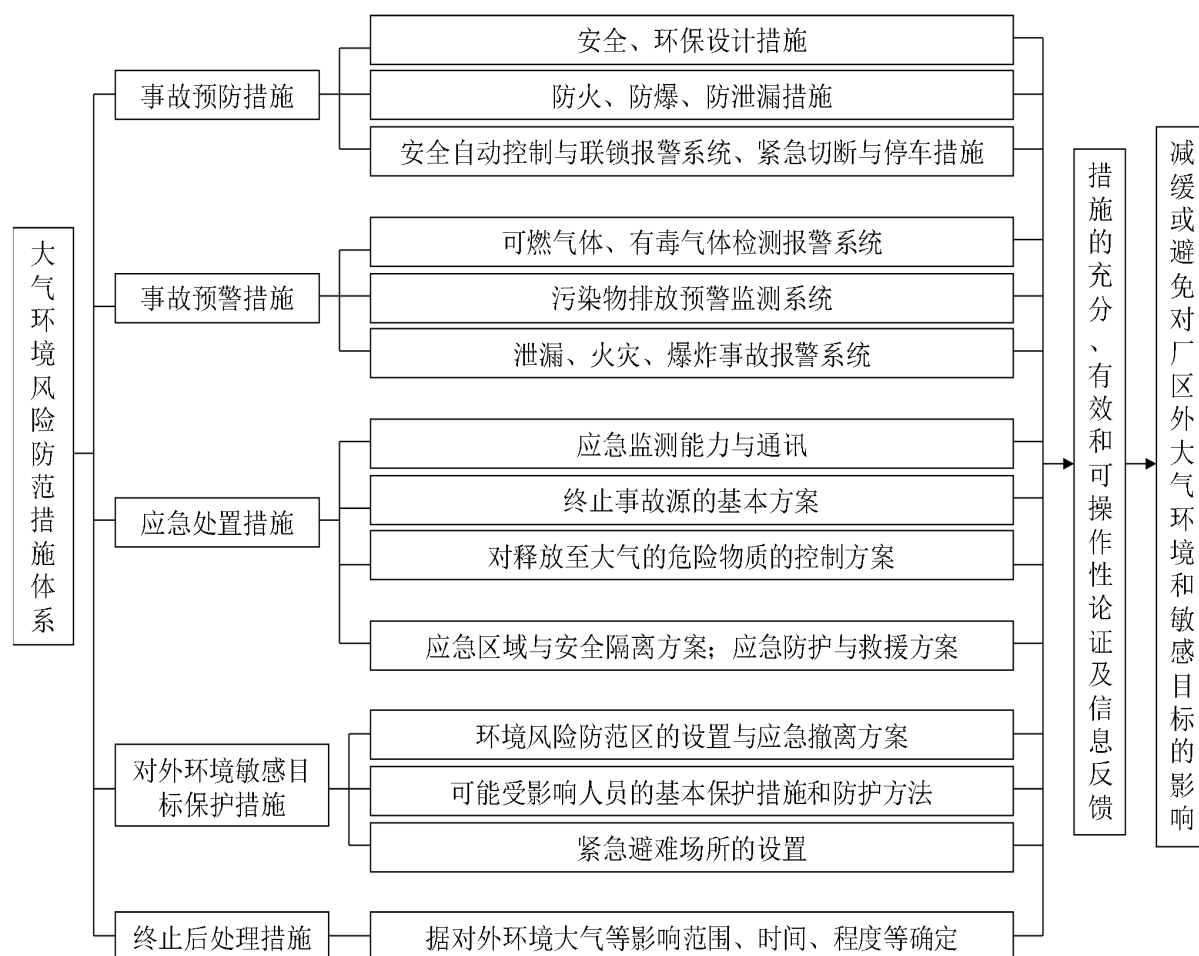 大气环境风险防范措施体系
事故预防措施
安全、环保设计措施
防火、防爆、防泄漏措施
安全自动控制与联锁报警系统、紧急切断与停车措施
事故预警措施
可燃气体、有毒气体检测报警系统
污染物排放预警监测系统
泄漏、火灾、爆炸事故报警系统
应急处置措施
应急监测能力与通讯
终止事故源的基本方案
对释放至大气的危险物质的控制方案
应急区域与安全隔离方案；应急防护与救援方案
对外环境敏感目
标保护措施
环境风险防范区的设置与应急撤离方案
可能受影响人员的基本保护措施和防护方法
紧急避难场所的设置
终止后处理措施
据对外环境大气等影响范围、时间、程度等确定
措施的充分、有效和可操作性论证及信息反馈
减缓或避免对厂区外大气环境和敏感目标的影响